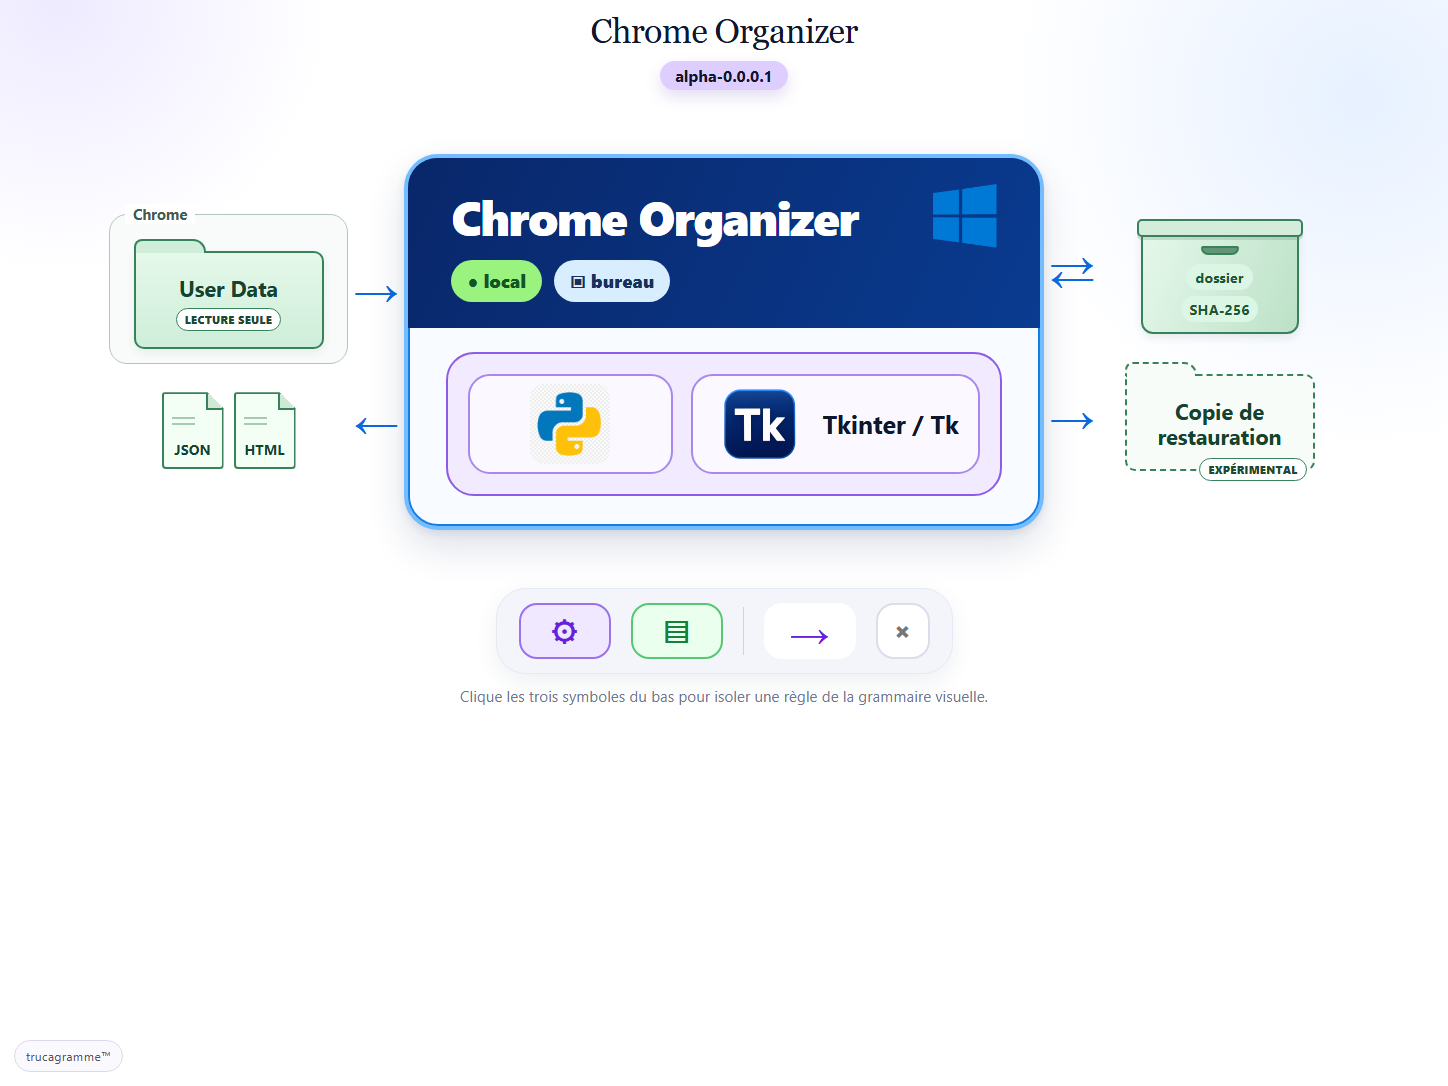 Chrome Organizer
alpha-0.0.0.1
Chrome
User Data
LECTURE SEULE
JSON
HTML
Chrome Organizer
local
bureau
Tk
Tkinter / Tk
dossier
SHA-256
Copie de
restauration
EXPÉRIMENTAL
Clique les trois symboles du bas pour isoler une règle de la grammaire visuelle.
trucagramme™